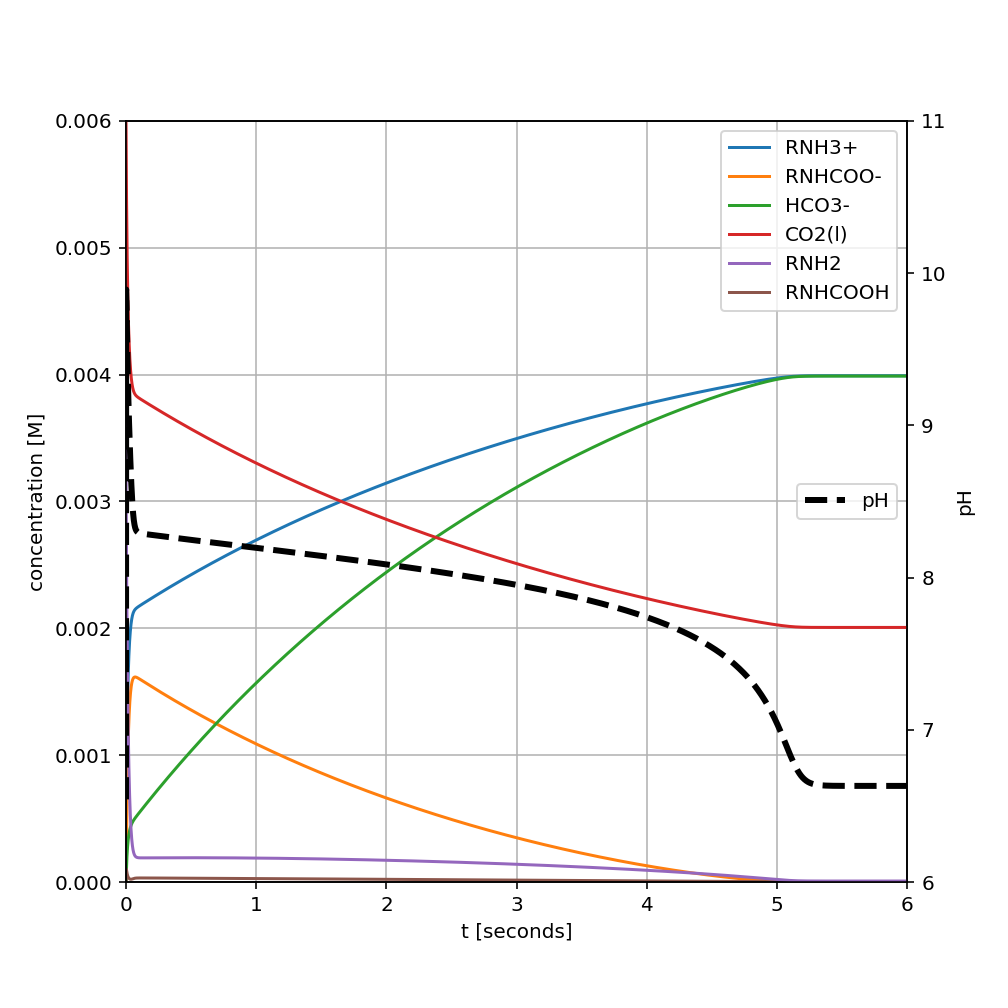 0.006
0.005
0.004
0.003
0.002
0.001
0.000
concentration [M]
0
1
2
3
4
5
6
t [seconds]
11
10
9
8
7
6
pH
RNH3+
RNHCOO-
HCO3-
CO2(l)
RNH2
RNHCOOH
pH